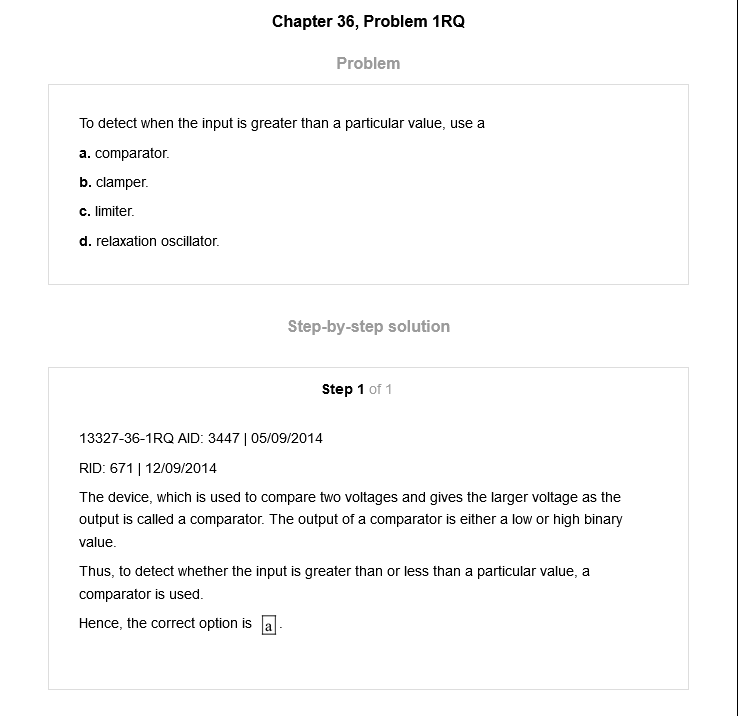 Chapter 36, Problem 1RQ
Problem
To detect when the input is greater than a particular value, use a
a. comparator.
b. clamper.
c. limiter.
d. relaxation oscillator.
Step-by-step solution
Step 1 of 1
13327-36-1RQ AID: 3447 | 05/09/2014
RID: 671 | 12/09/2014
The device, which is used to compare two voltages and gives the larger voltage as the
output is called a comparator. The output of a comparator is either a low or high binary
value.
Thus, to detect whether the input is greater than or less than a particular value, a
comparator is used.
Hence, the correct option is a .